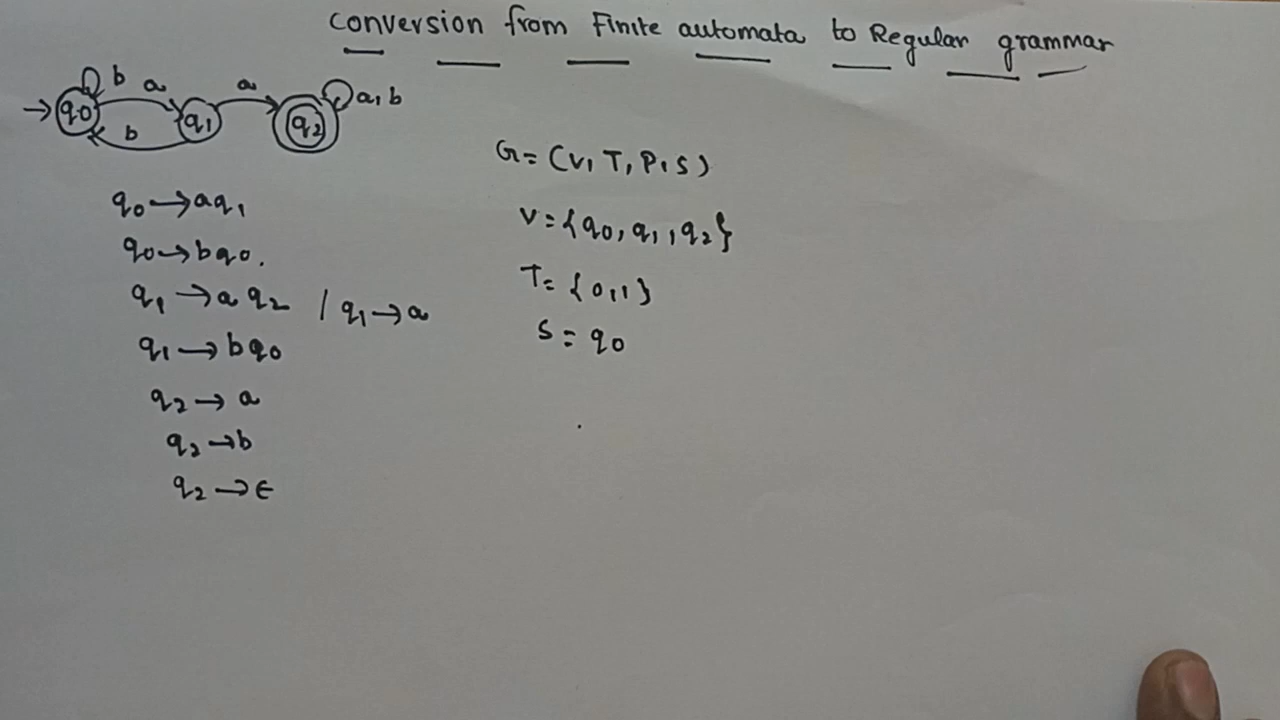 conversion from Finite automata to Regular grammar
b a a a,b
→ q0 q1 q2
b
G = (V, T, P, S)
q0 → aq1
V = {q0, q1, q2}
q0 → bq0.
T = {0,1}
q1 → a q2 / q1 → a
S = q0
q1 → bq0
q2 → a
q2 → b
q2 → ϵ